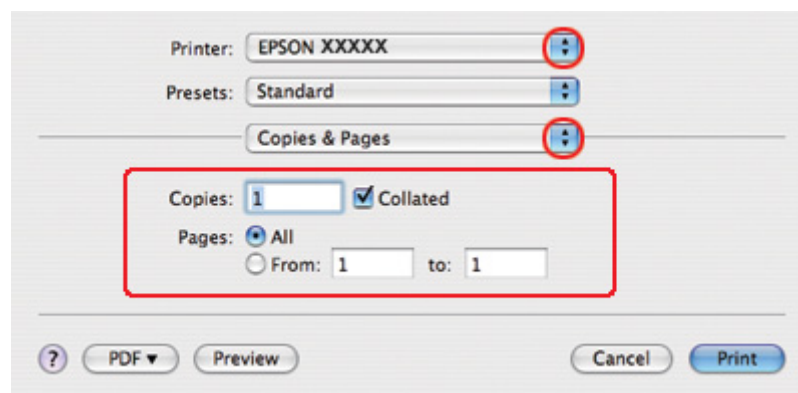 Printer: EPSON XXXXX
Presets: Standard
Copies & Pages
Copies: 1 Collated
Pages: All
From: 1 to: 1
? PDF ▼ Preview Cancel Print